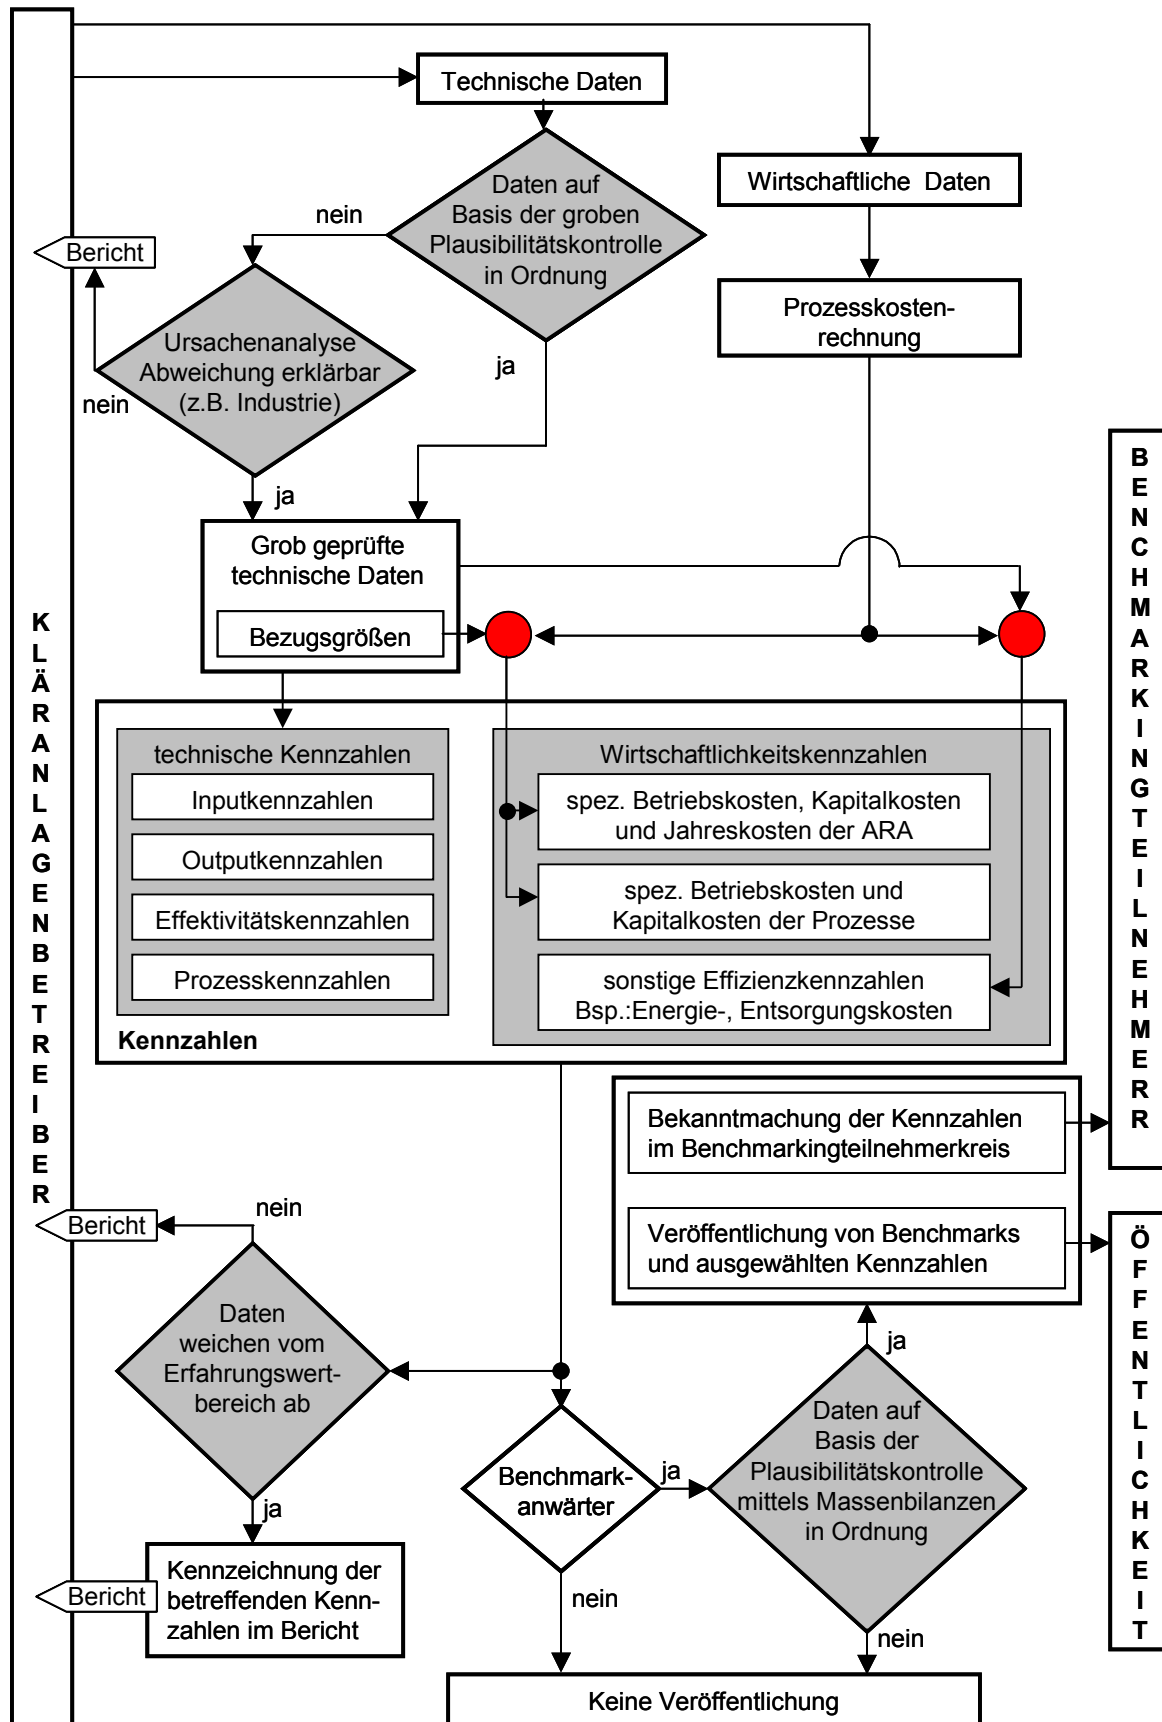 Technische Daten
Wirtschaftliche Daten
Daten auf
Basis der groben
Plausibilitätskontrolle
in Ordnung
nein
Bericht
Prozesskosten-
rechnung
Ursachenanalyse
Abweichung erklärbar
(z.B. Industrie)
ja
nein
ja
Grob geprüfte
technische Daten
Bezugsgrößen
KLÄRANLAGENBETREIBER
BENCHMARKINGTEILNEHMERR
technische Kennzahlen
Inputkennzahlen
Outputkennzahlen
Effektivitätskennzahlen
Prozesskennzahlen
Wirtschaftlichkeitskennzahlen
spez. Betriebskosten, Kapitalkosten
und Jahreskosten der ARA
spez. Betriebskosten und
Kapitalkosten der Prozesse
sonstige Effizienzkennzahlen
Bsp.:Energie-, Entsorgungskosten
Kennzahlen
Bekanntmachung der Kennzahlen
im Benchmarkingteilnehmerkreis
Veröffentlichung von Benchmarks
und ausgewählten Kennzahlen
ÖFFENTLICHKEIT
nein
Bericht
Daten
weichen vom
Erfahrungswert-
bereich ab
ja
Kennzeichnung der
betreffenden Kenn-
zahlen im Bericht
Bericht
Benchmark-
anwärter
ja
nein
ja
Daten auf
Basis der
Plausibilitätskontrolle
mittels Massenbilanzen
in Ordnung
nein
Keine Veröffentlichung